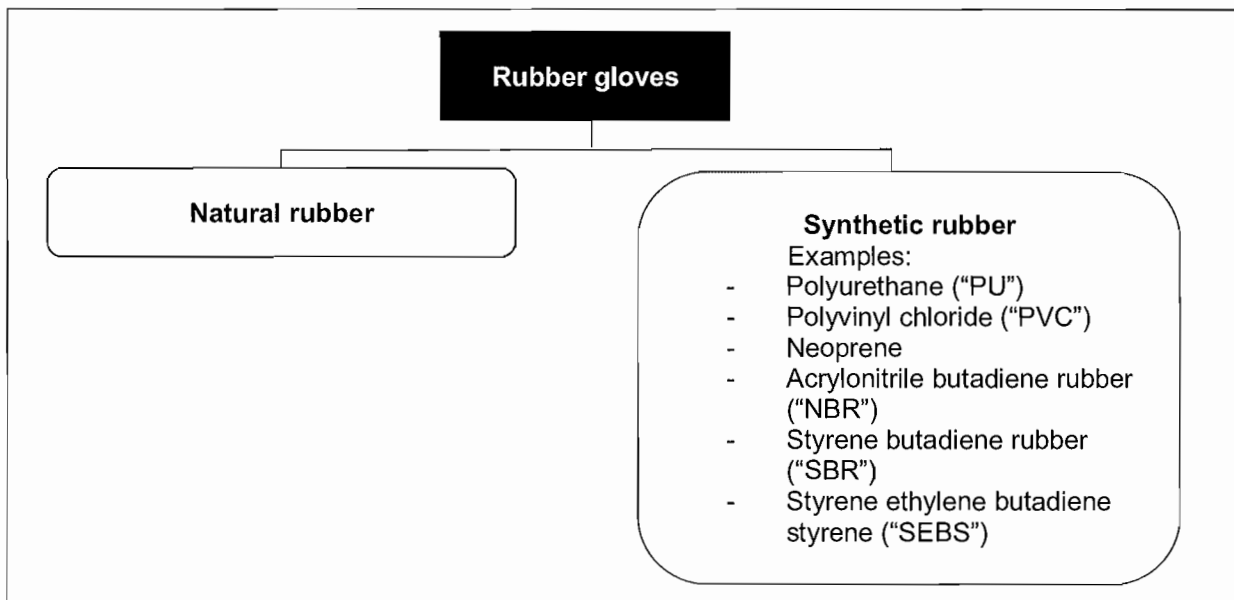 Rubber gloves
Natural rubber
Synthetic rubber
Examples:
- Polyurethane (“PU”)
- Polyvinyl chloride (“PVC”)
- Neoprene
- Acrylonitrile butadiene rubber
(“NBR”)
- Styrene butadiene rubber
(“SBR”)
- Styrene ethylene butadiene
styrene (“SEBS”)